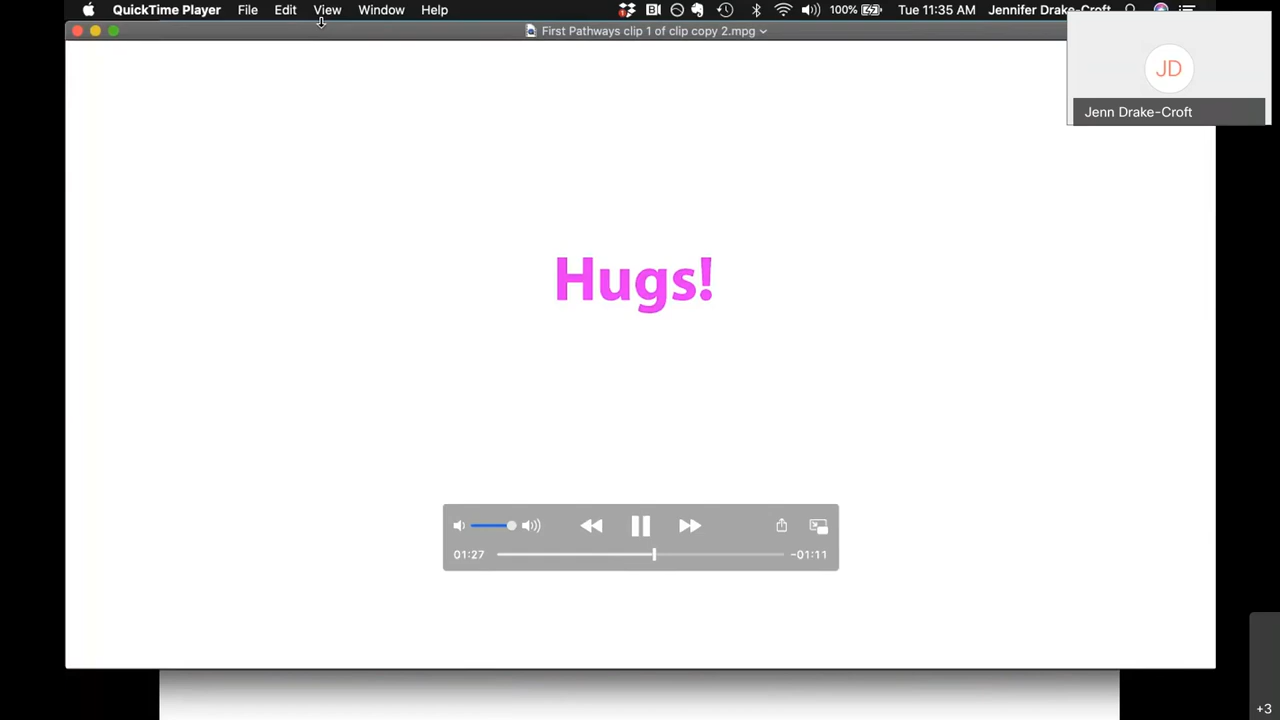 QuickTime Player File Edit View Window Help 100% Tue 11:35 AM Jennifer Drake-Croft
First Pathways clip 1 of clip copy 2.mpg
JD
Jenn Drake-Croft
Hugs!
01:27 -01:11
+3